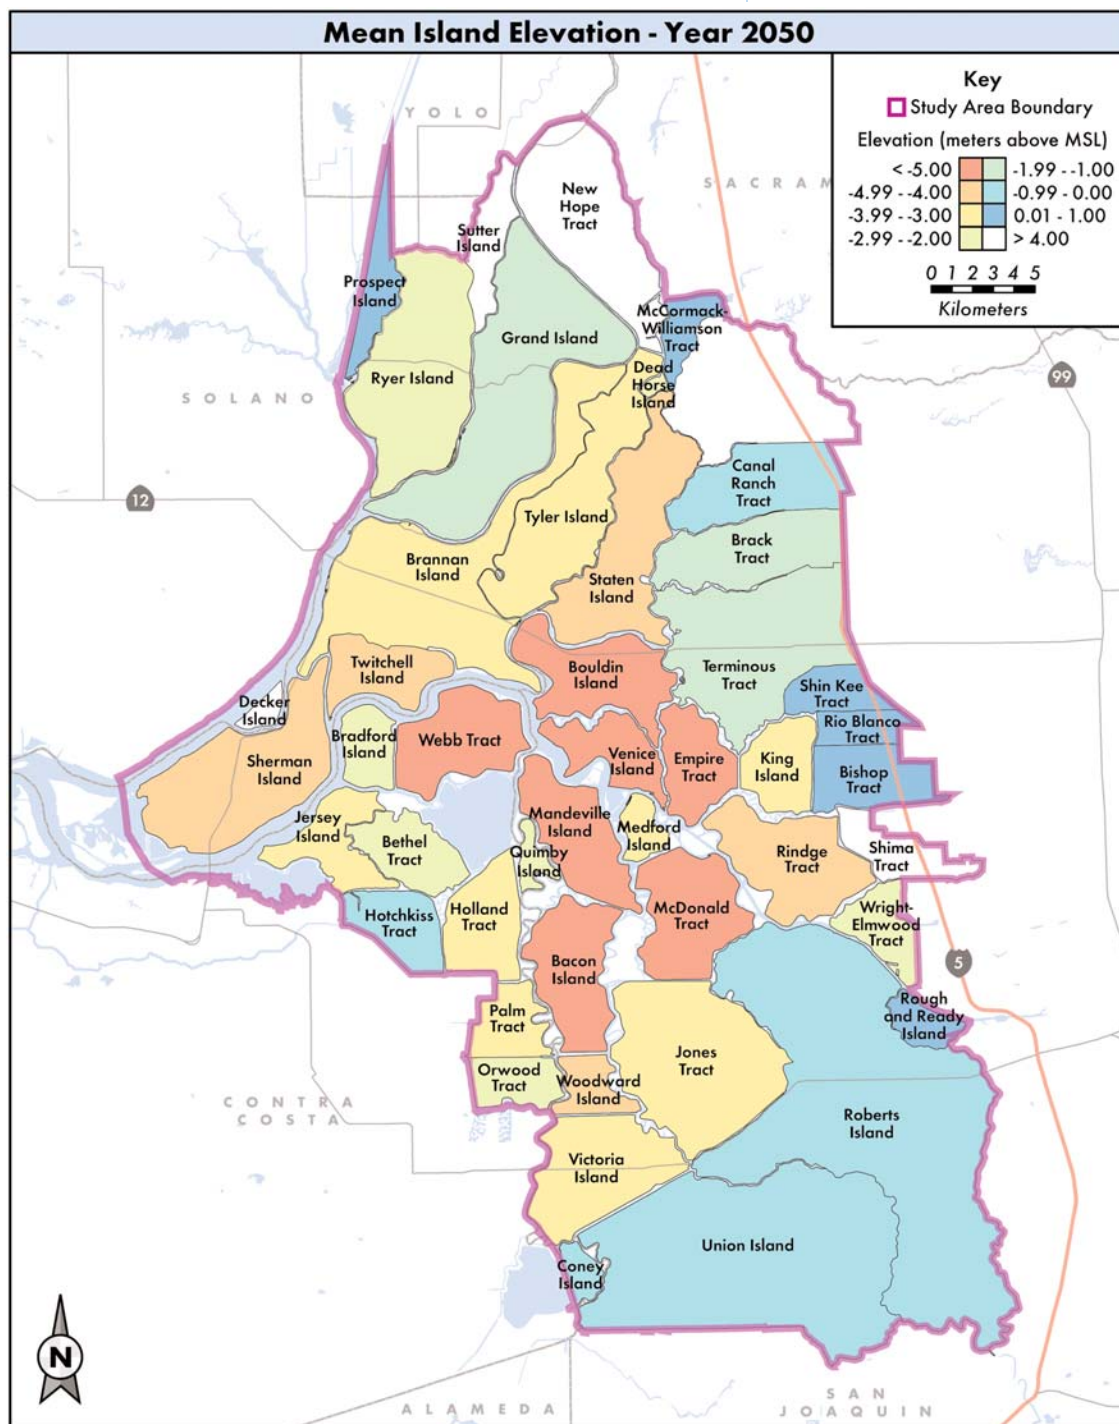 Mean Island Elevation - Year 2050
Key
Study Area Boundary
Elevation (meters above MSL)
< -5.00
-1.99 - -1.00
-4.99 - -4.00
-0.99 - 0.00
-3.99 - -3.00
0.01 - 1.00
-2.99 - -2.00
> 4.00
0 1 2 3 4 5
Kilometers
YOLO
SACRAM
New
Hope
Tract
Sutter
Island
Prospect
Island
McCormack-
Williamson
Tract
Grand Island
Dead
Horse
Island
Ryer Island
SOLANO
99
12
Canal
Ranch
Tract
Tyler Island
Brack
Tract
Brannan
Island
Staten
Island
Twitchell
Island
Bouldin
Island
Terminous
Tract
Shin Kee
Tract
Decker
Island
Rio Blanco
Tract
Bradford
Island
Webb Tract
Venice
Island
Empire
Tract
King
Island
Bishop
Tract
Sherman
Island
Jersey
Island
Mandeville
Island
Medford
Island
Bethel
Tract
Quimby
Island
Rindge
Tract
Shima
Tract
Hotchkiss
Tract
Holland
Tract
McDonald
Tract
Wright-
Elmwood
Tract
Bacon
Island
5
Rough
and Ready
Island
Palm
Tract
Jones
Tract
Orwood
Tract
Woodward
Island
CONTRA
COSTA
Roberts
Island
Victoria
Island
Union Island
Coney
Island
N
ALAMEDA
SAN
JOAQUIN